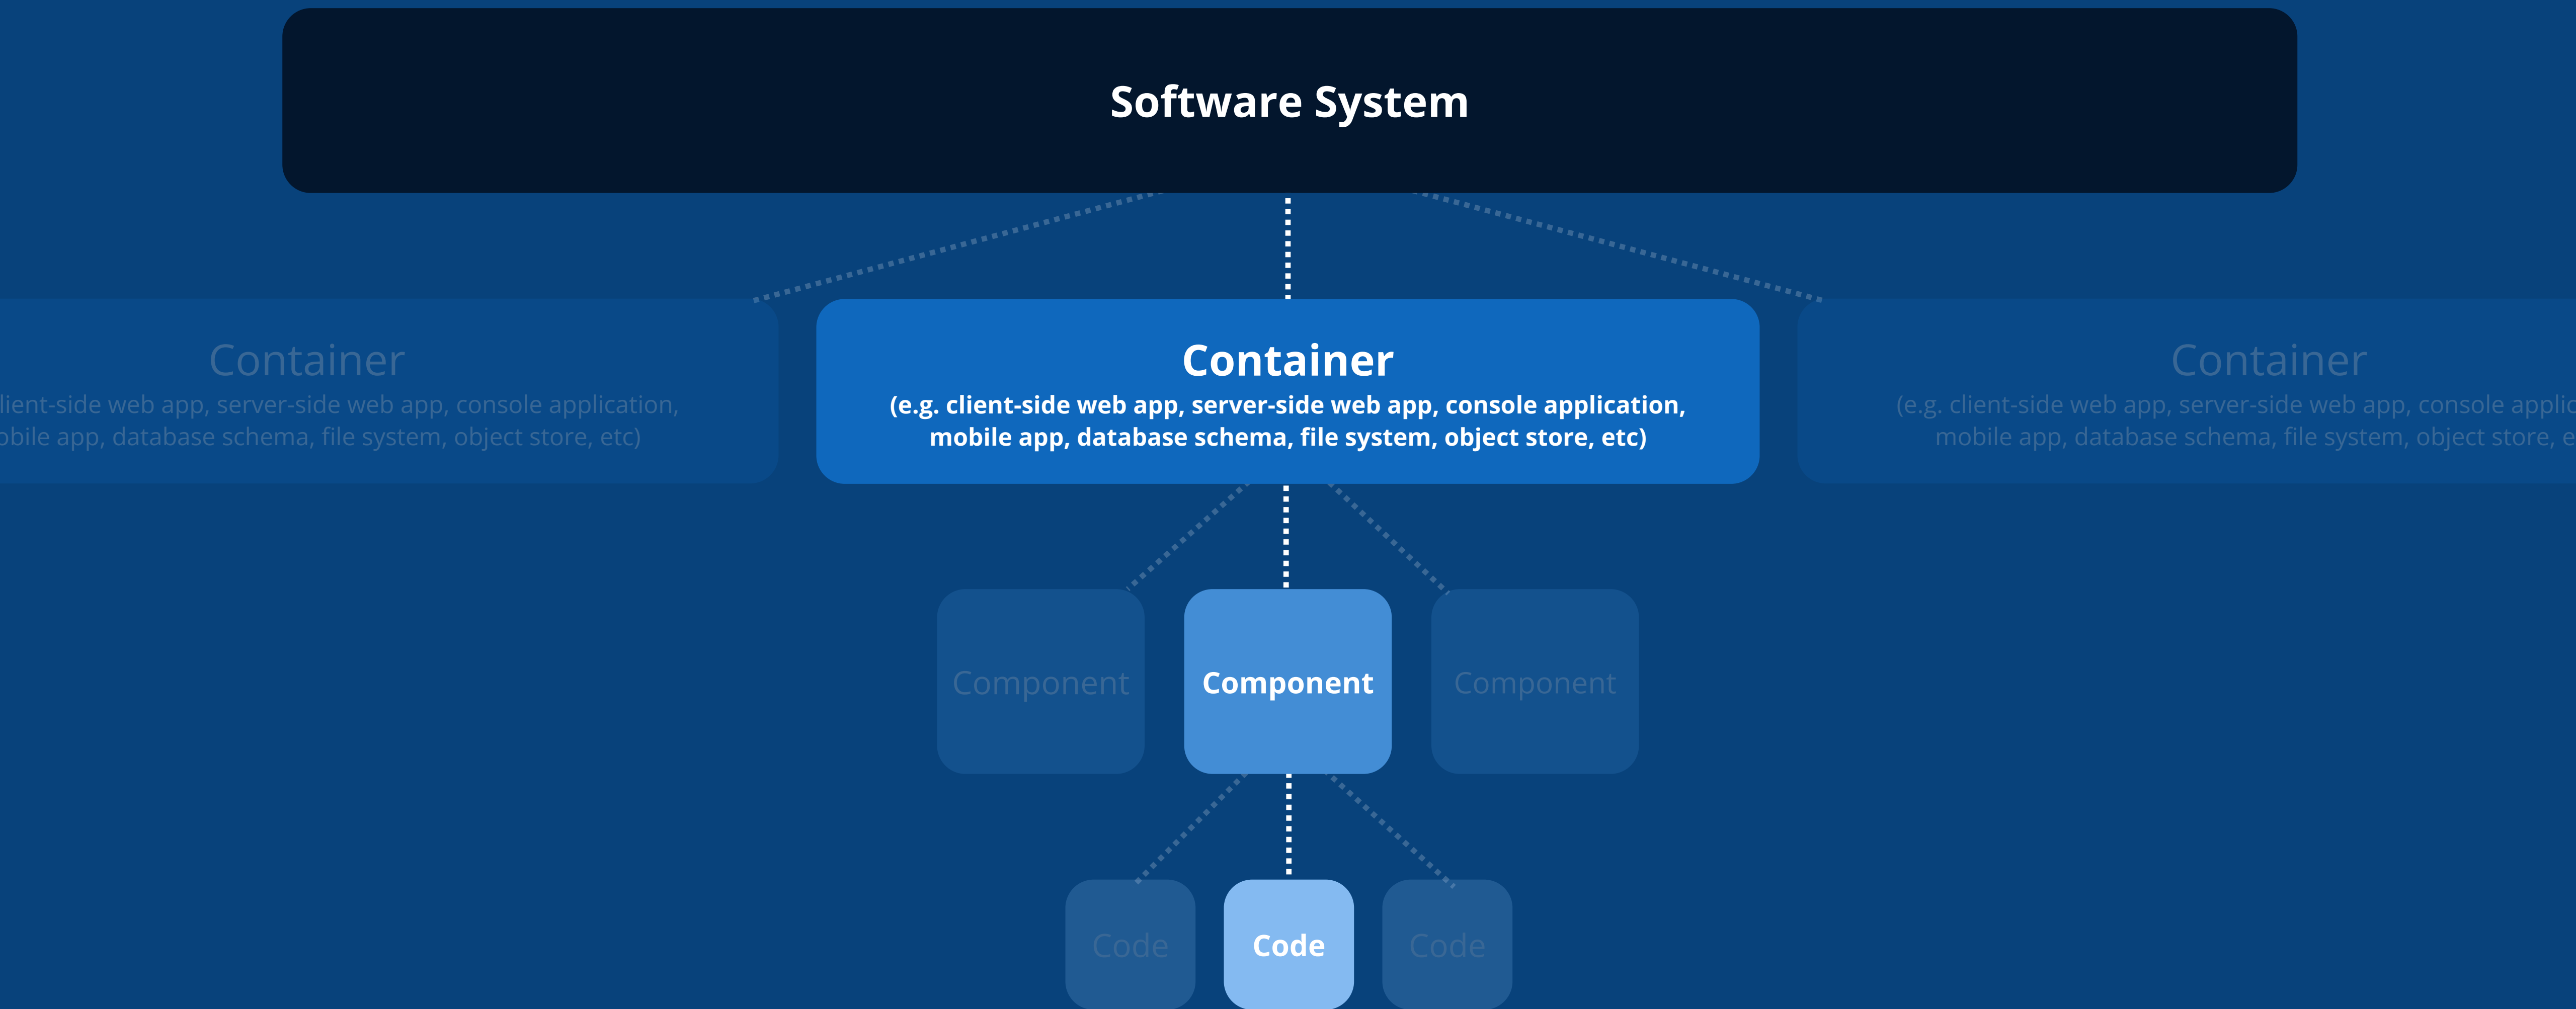 Software System
Container
lient-side web app, server-side web app, console application,
obile app, database schema, file system, object store, etc)
Container
(e.g. client-side web app, server-side web app, console application,
mobile app, database schema, file system, object store, etc)
Container
(e.g. client-side web app, server-side web app, console applic
mobile app, database schema, file system, object store, e
Component
Component
Component
Code
Code
Code